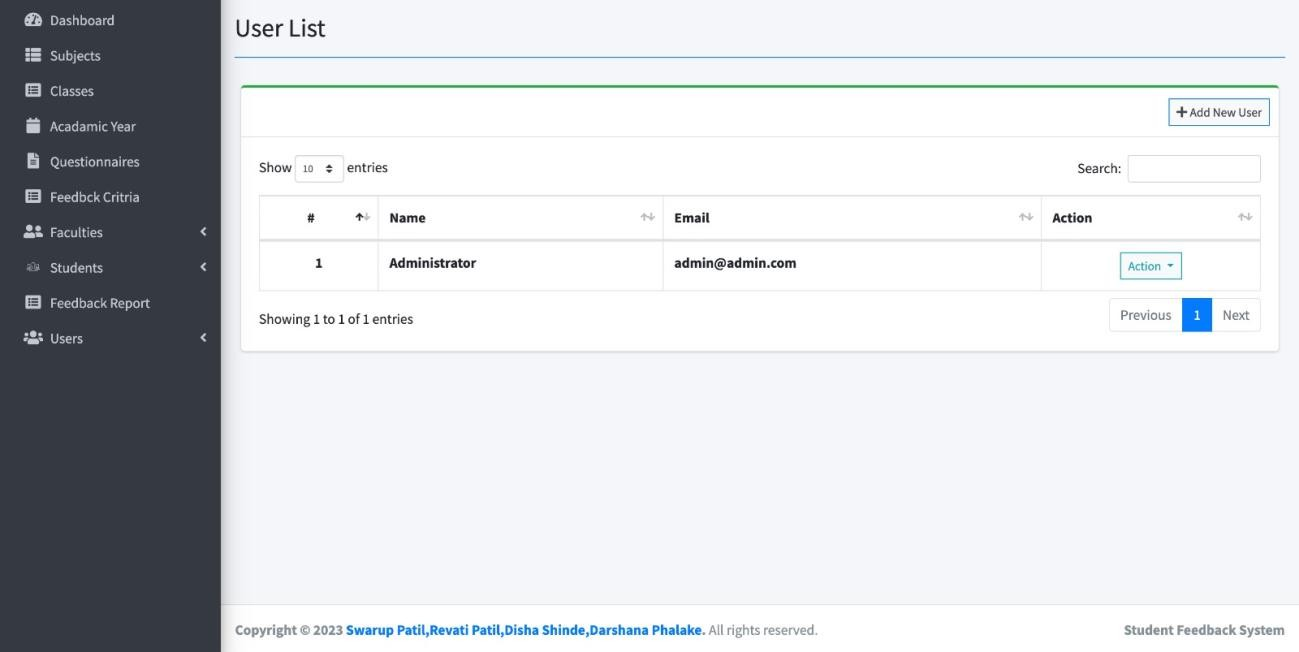 Dashboard
Subjects
Classes
Acadamic Year
Questionnaires
Feedbck Critria
Faculties
Students
Feedback Report
Users
User List
Add New User
Show 10 entries
Search:
# Name Email Action
1 Administrator admin@admin.com Action
Showing 1 to 1 of 1 entries
Previous 1 Next
Copyright © 2023 Swarup Patil,Revati Patil,Disha Shinde,Darshana Phalake. All rights reserved.
Student Feedback System